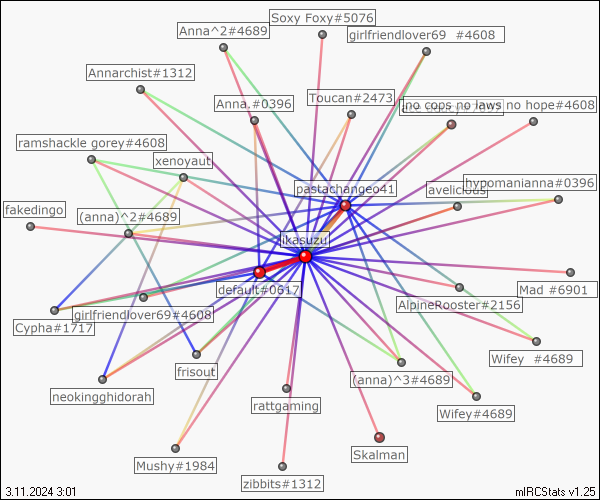 Soxy Foxy#5076
Anna^2#4689
girlfriendlover69 #4608
Annarchist#1312
Toucan#2473
Anna.#0396
no cops no laws no hope#4608
ramshackle gorey#4608
xenoyaut
pastachangeo41
avelicious
hypomanianna#0396
fakedingo
(anna)^2#4689
ikasuzu
default#0617
Mad #6901
AlpineRooster#2156
girlfriendlover69#4608
Cypha#1717
Wifey #4689
frisout
(anna)^3#4689
neokingghidorah
rattgaming
Wifey#4689
Skalman
Mushy#1984
zibbits#1312
3.11.2024 3:01
mIRCStats v1.25